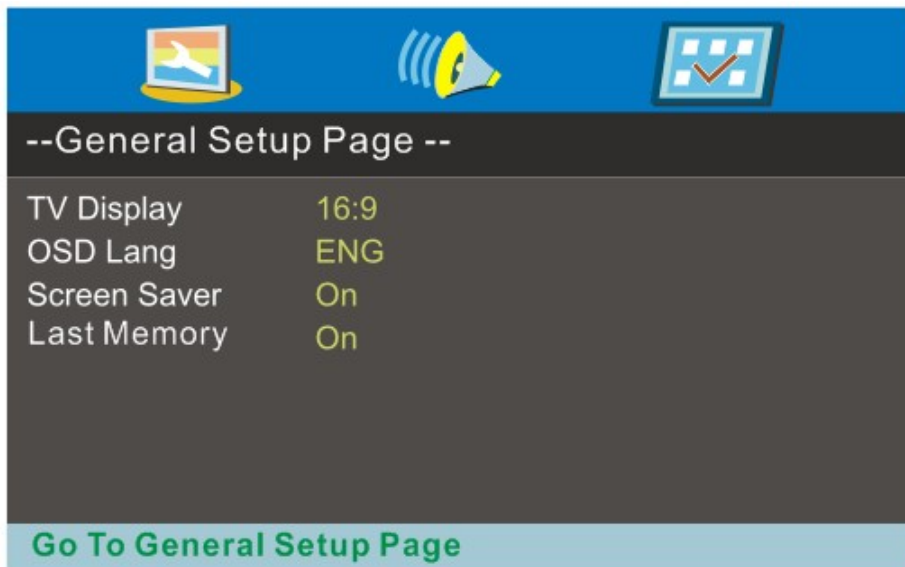 --General Setup Page --
TV Display 16:9
OSD Lang ENG
Screen Saver On
Last Memory On
Go To General Setup Page